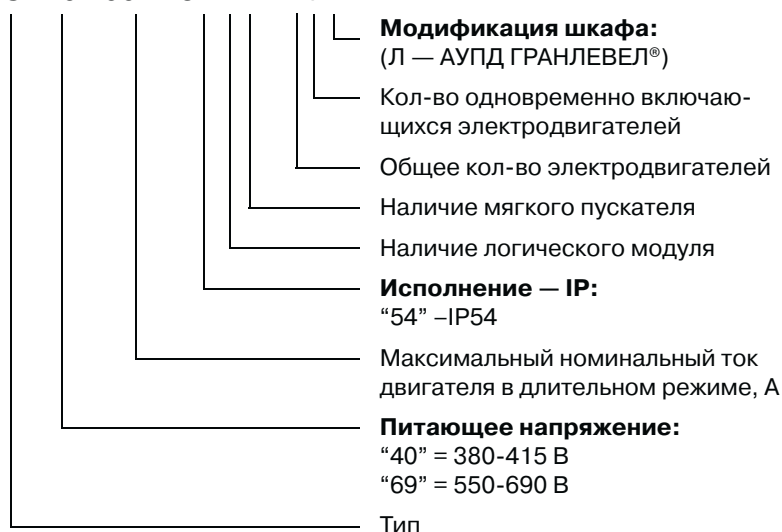 Модификация шкафа:
(Л — АУПД ГРАНЛЕВЕЛ®)
Кол-во одновременно включаю-
щихся электродвигателей
Общее кол-во электродвигателей
Наличие мягкого пускателя
Наличие логического модуля
Исполнение — IP:
“54” –IP54
Максимальный номинальный ток
двигателя в длительном режиме, А
Питающее напряжение:
“40” = 380-415 В
“69” = 550-690 В
Тип